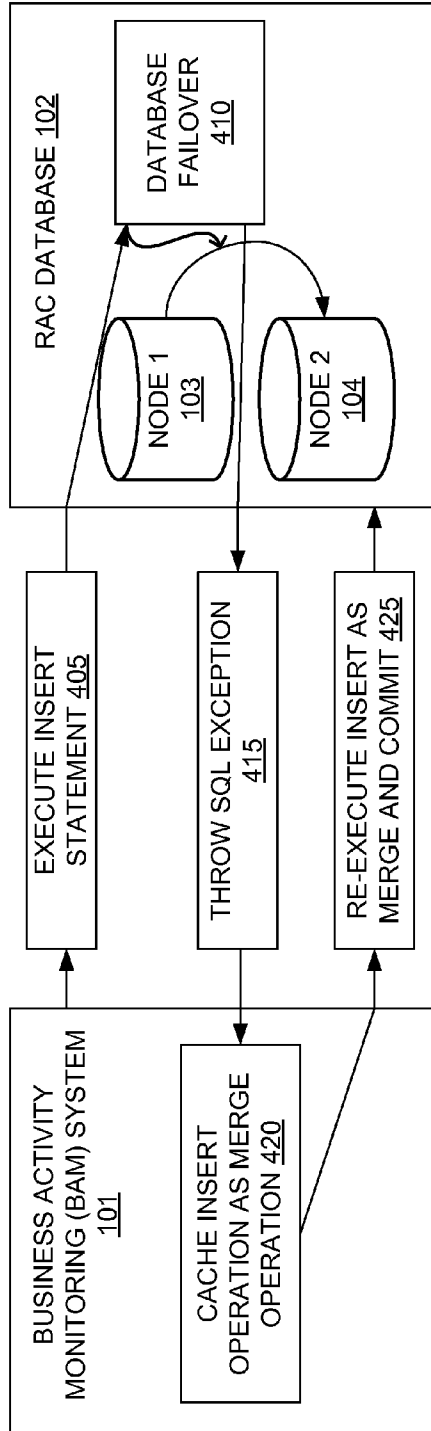 BUSINESS ACTIVITY
MONITORING (BAM) SYSTEM
101
CACHE INSERT
OPERATION AS MERGE
OPERATION 420
EXECUTE INSERT
STATEMENT 405
THROW SQL EXCEPTION
415
RE-EXECUTE INSERT AS
MERGE AND COMMIT 425
RAC DATABASE 102
NODE 1
103
NODE 2
104
DATABASE
FAILOVER
410